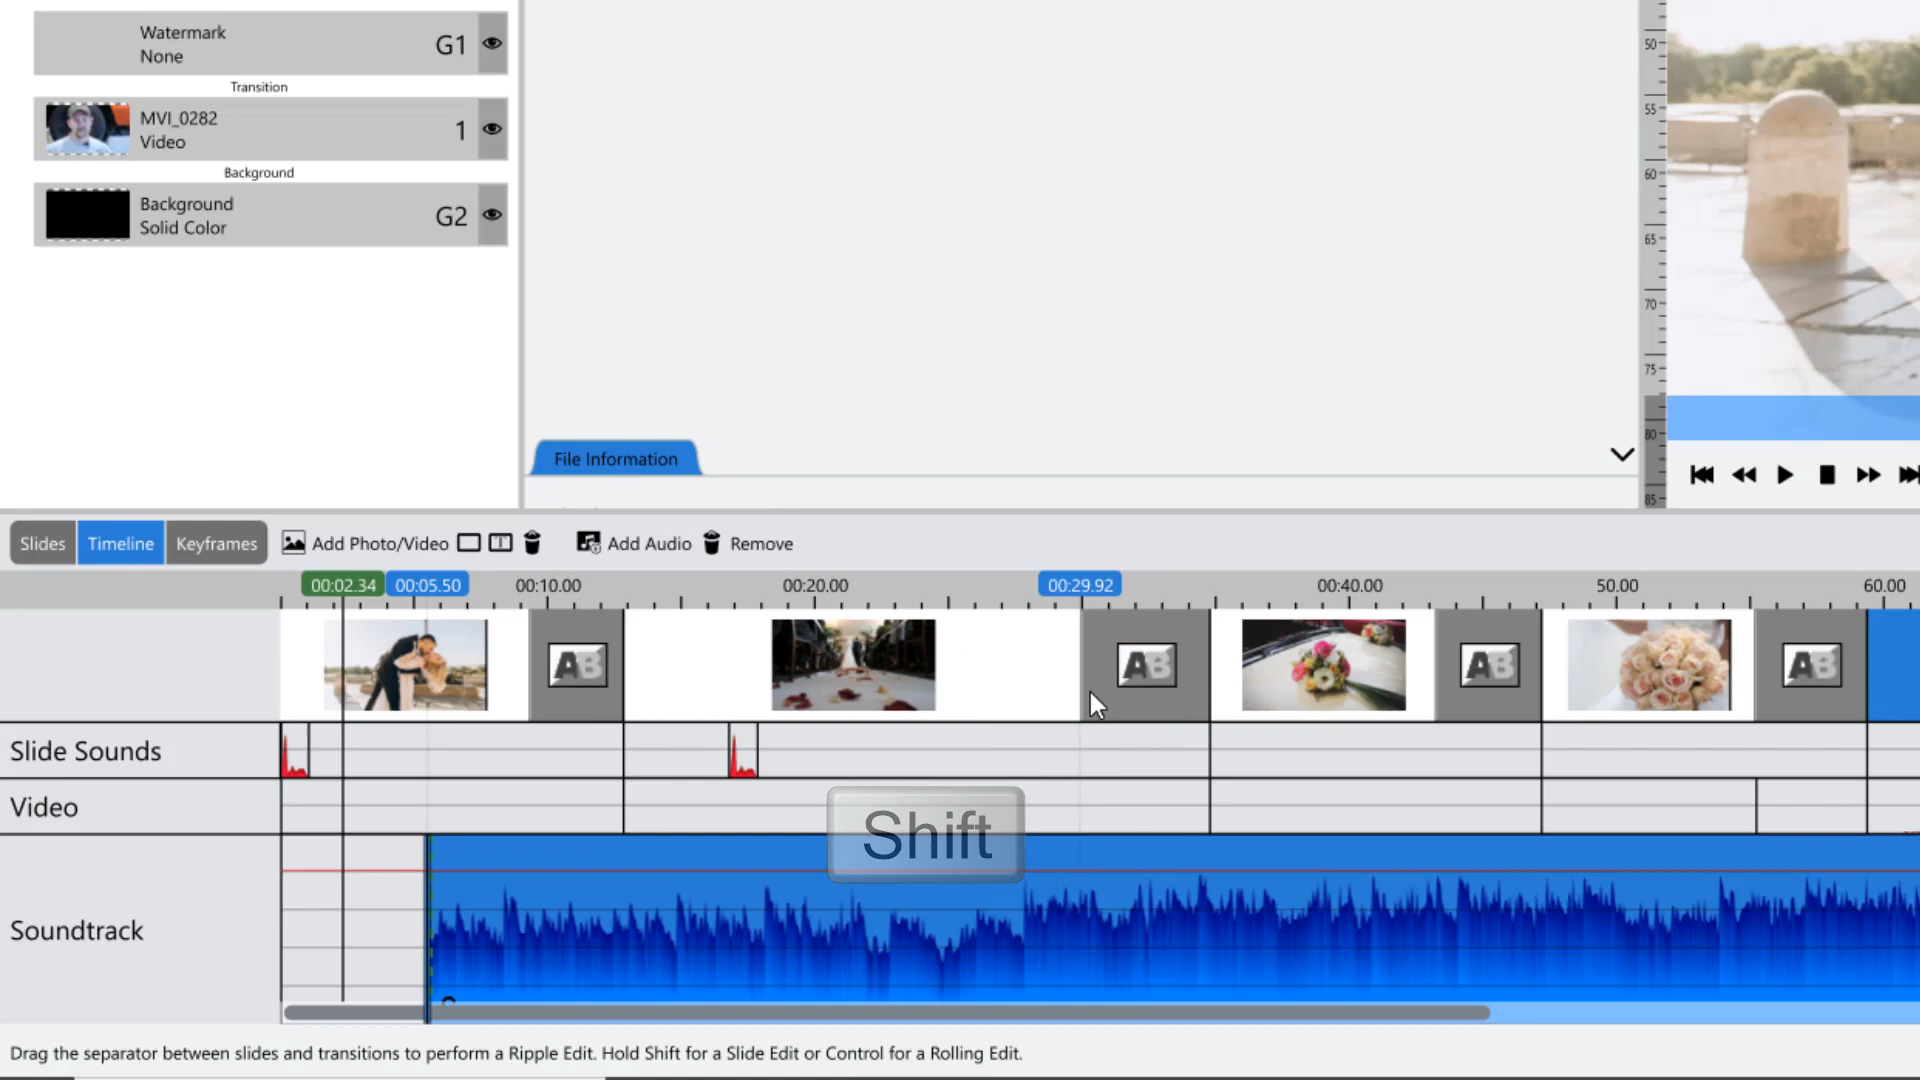 Watermark
None
G1
Transition
MVI_0282
Video
1
Background
Background
Solid Color
G2
50
55
60
65
70
75
80
85
File Information
Slides
Timeline
Keyframes
Add Photo/Video
T
Add Audio
Remove
00:02.34
00:05.50
00:10.00
00:20.00
00:29.92
00:40.00
50:00
60:00
AB
AB
AB
AB
Slide Sounds
Video
Shift
Soundtrack
Drag the separator between slides and transitions to perform a Ripple Edit. Hold Shift for a Slide Edit or Control for a Rolling Edit.